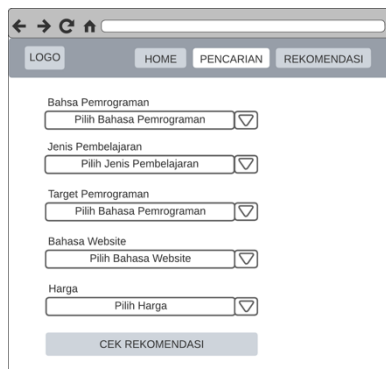 LOGO HOME PENCARIAN REKOMENDASI
Bahsa Pemrograman
Pilih Bahasa Pemrograman
Jenis Pembelajaran
Pilih Jenis Pembelajaran
Target Pemrograman
Pilih Bahasa Pemrograman
Bahasa Website
Pilih Bahasa Website
Harga
Pilih Harga
CEK REKOMENDASI